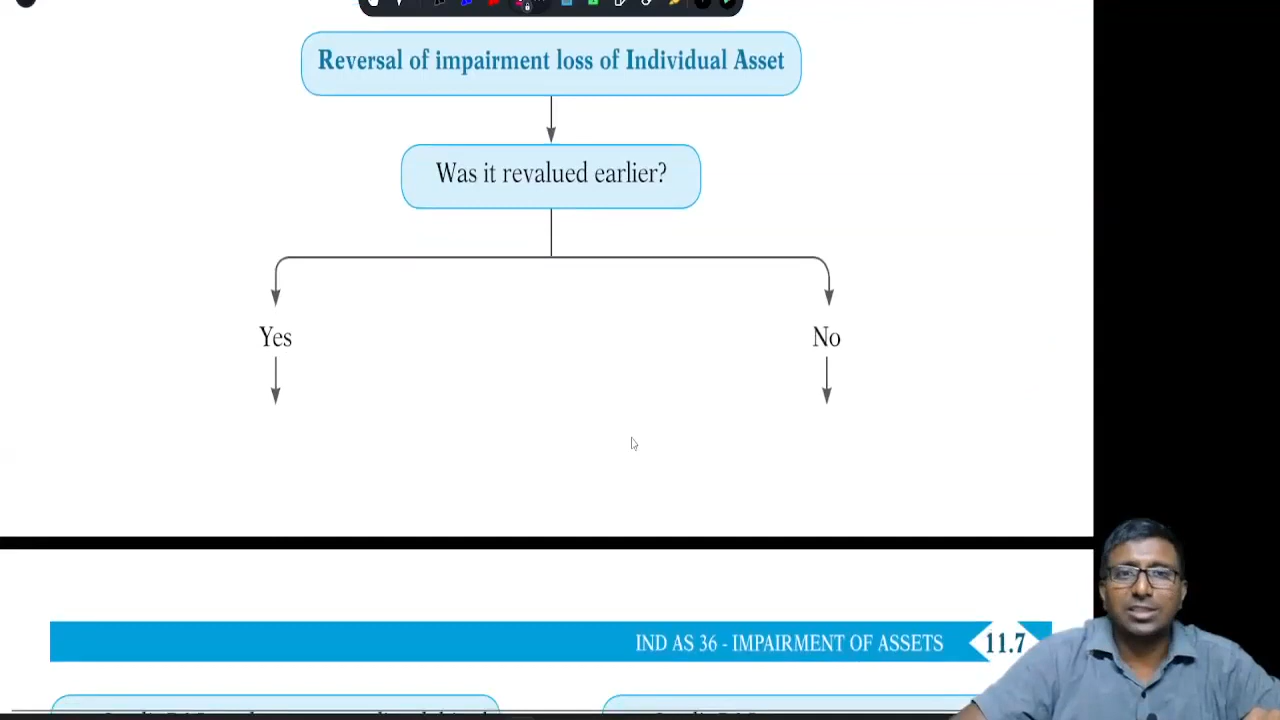 Reversal of impairment loss of Individual Asset
Was it revalued earlier?
Yes
No
IND AS 36 - IMPAIRMENT OF ASSETS 11.7